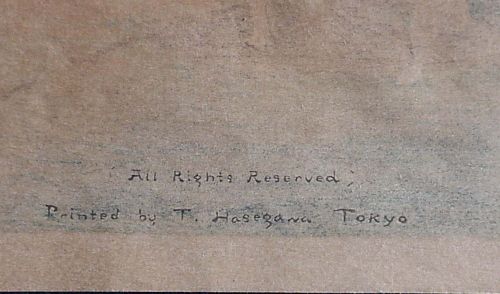 All Rights Reserved,
Printed by T. Hasegawa Tokyo